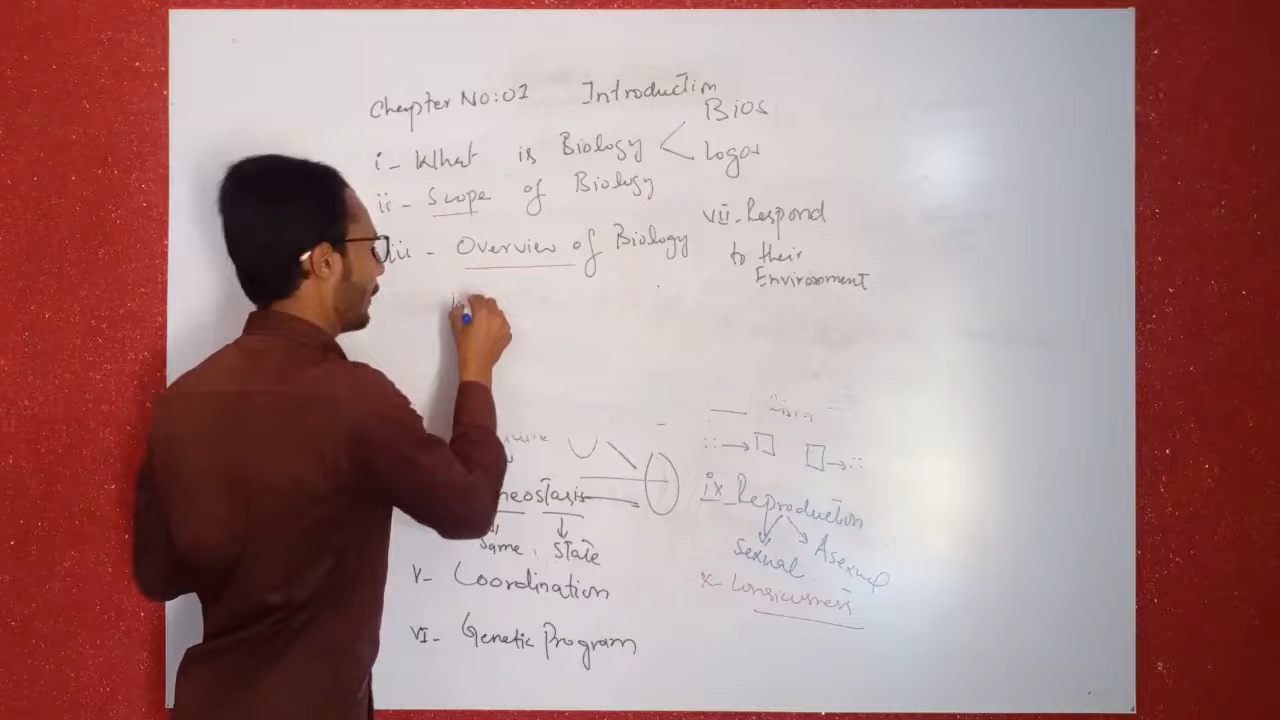 Chapter No:01 Introduction
i- What is Biology < Bios
Logos
ii- Scope of Biology
iii - Overview of Biology
vii- Respond
to their
Environment
Same, State
V- Coordination
VI- Genetic Program
ix Reproduction
Sexual Asexual
x-